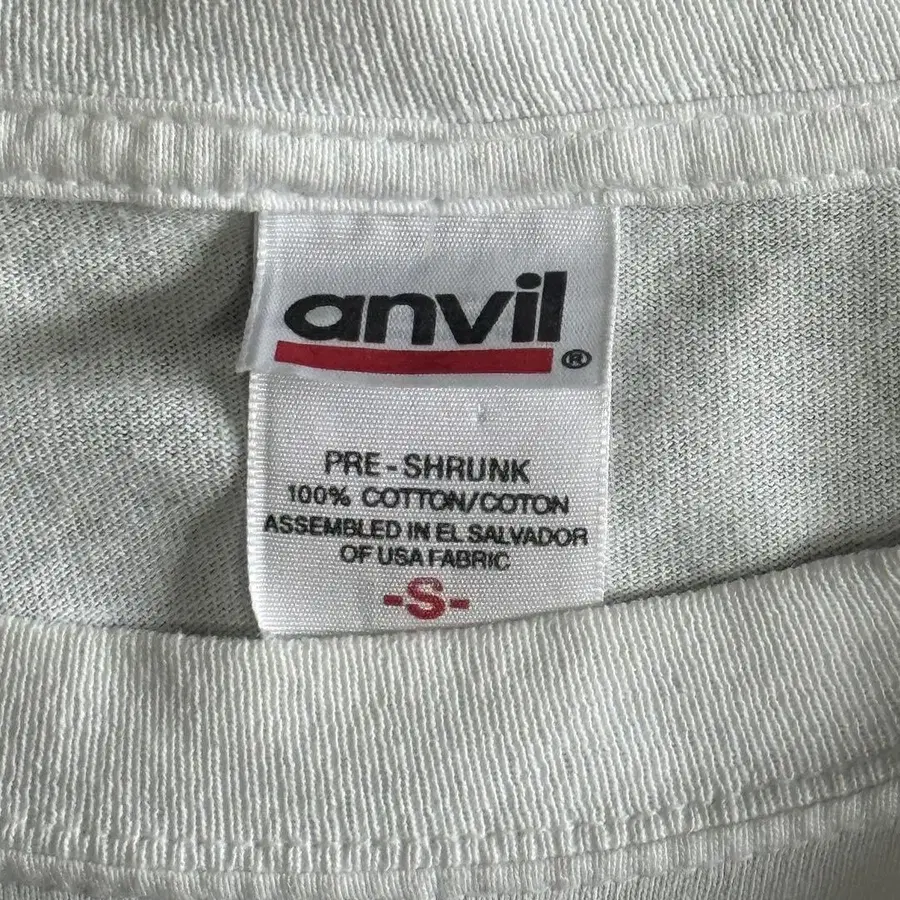 anvil®
PRE-SHRUNK
100% COTTON/COTON
ASSEMBLED IN EL SALVADOR
OF USA FABRIC
-S-